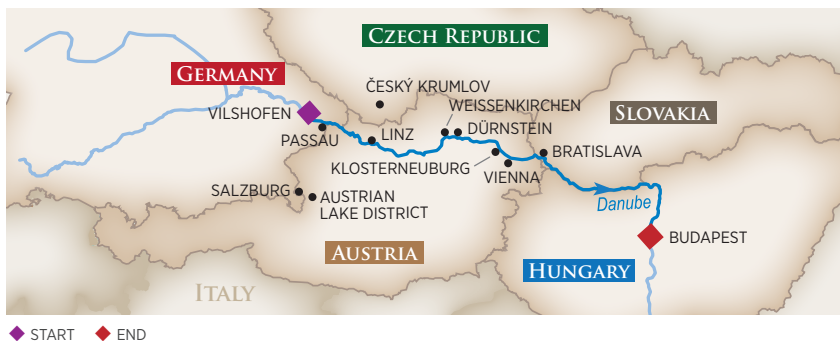 CZECH REPUBLIC
GERMANY
ČESKÝ KRUMLOV
WEISSENKIRCHEN
VILSHOFEN
SLOVAKIA
PASSAU
LINZ
DÜRNSTEIN
KLOSTERNEUBURG
BRATISLAVA
VIENNA
SALZBURG
AUSTRIAN
LAKE DISTRICT
Danube
BUDAPEST
AUSTRIA
HUNGARY
ITALY
START END